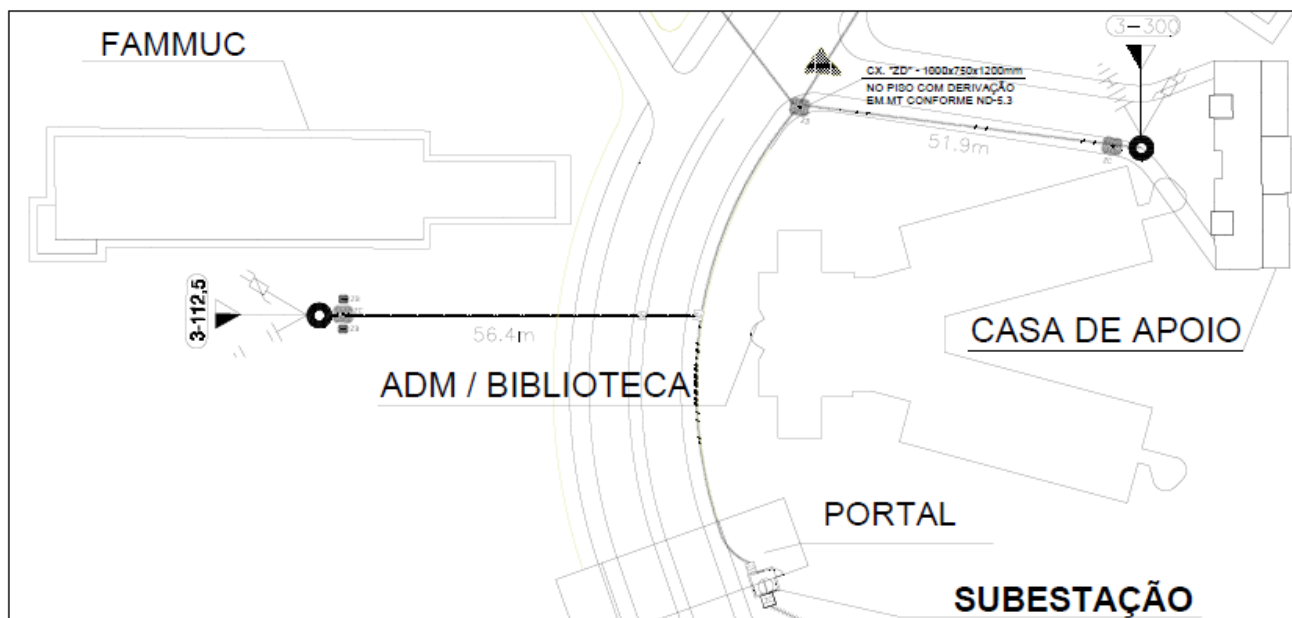 FAMMUC
3-300
CX. "ZD" - 1000x750x1200mm
NO PISO COM DERIVAÇÃO
EM MT CONFORME ND-5.3
51.9m
3-112,5
56.4m
CASA DE APOIO
ADM / BIBLIOTECA
PORTAL
SUBESTAÇÃO